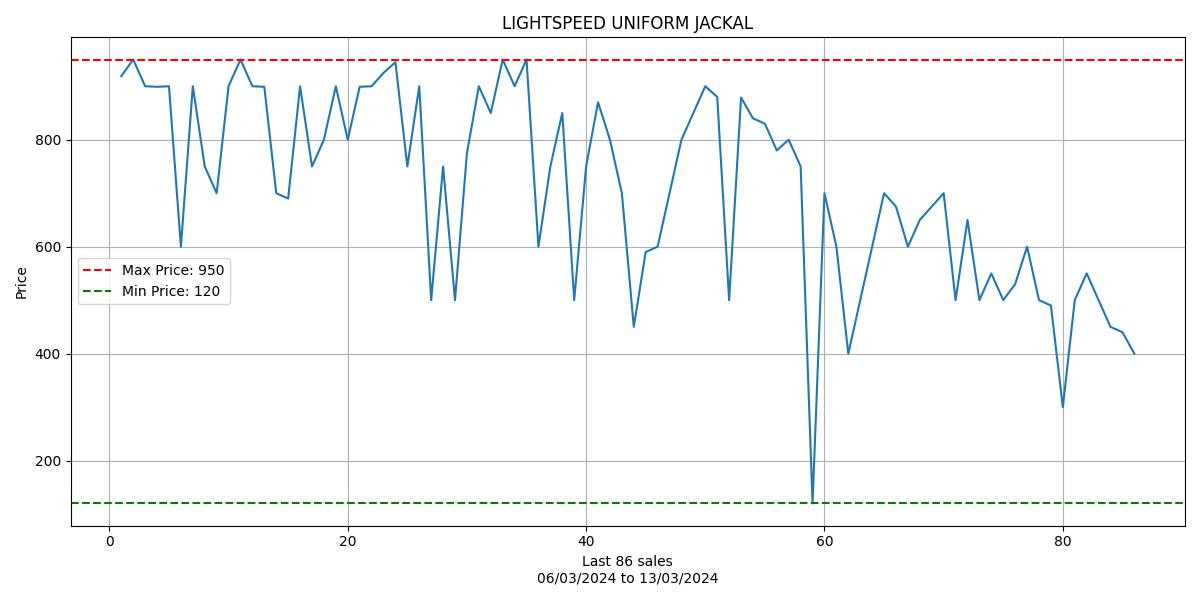 LIGHTSPEED UNIFORM JACKAL
Price
800
600
400
200
Max Price: 950
Min Price: 120
0 20 40 60 80
Last 86 sales
06/03/2024 to 13/03/2024